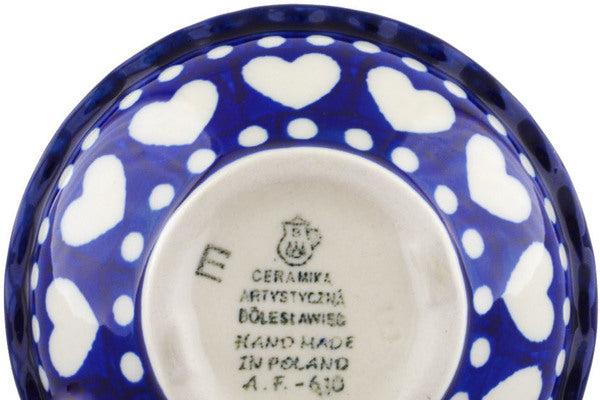 E
CERAMIKA
ARTYSTYCZNA
BOLESŁAWIEC
HAND MADE
IN POLAND
A.F.-610